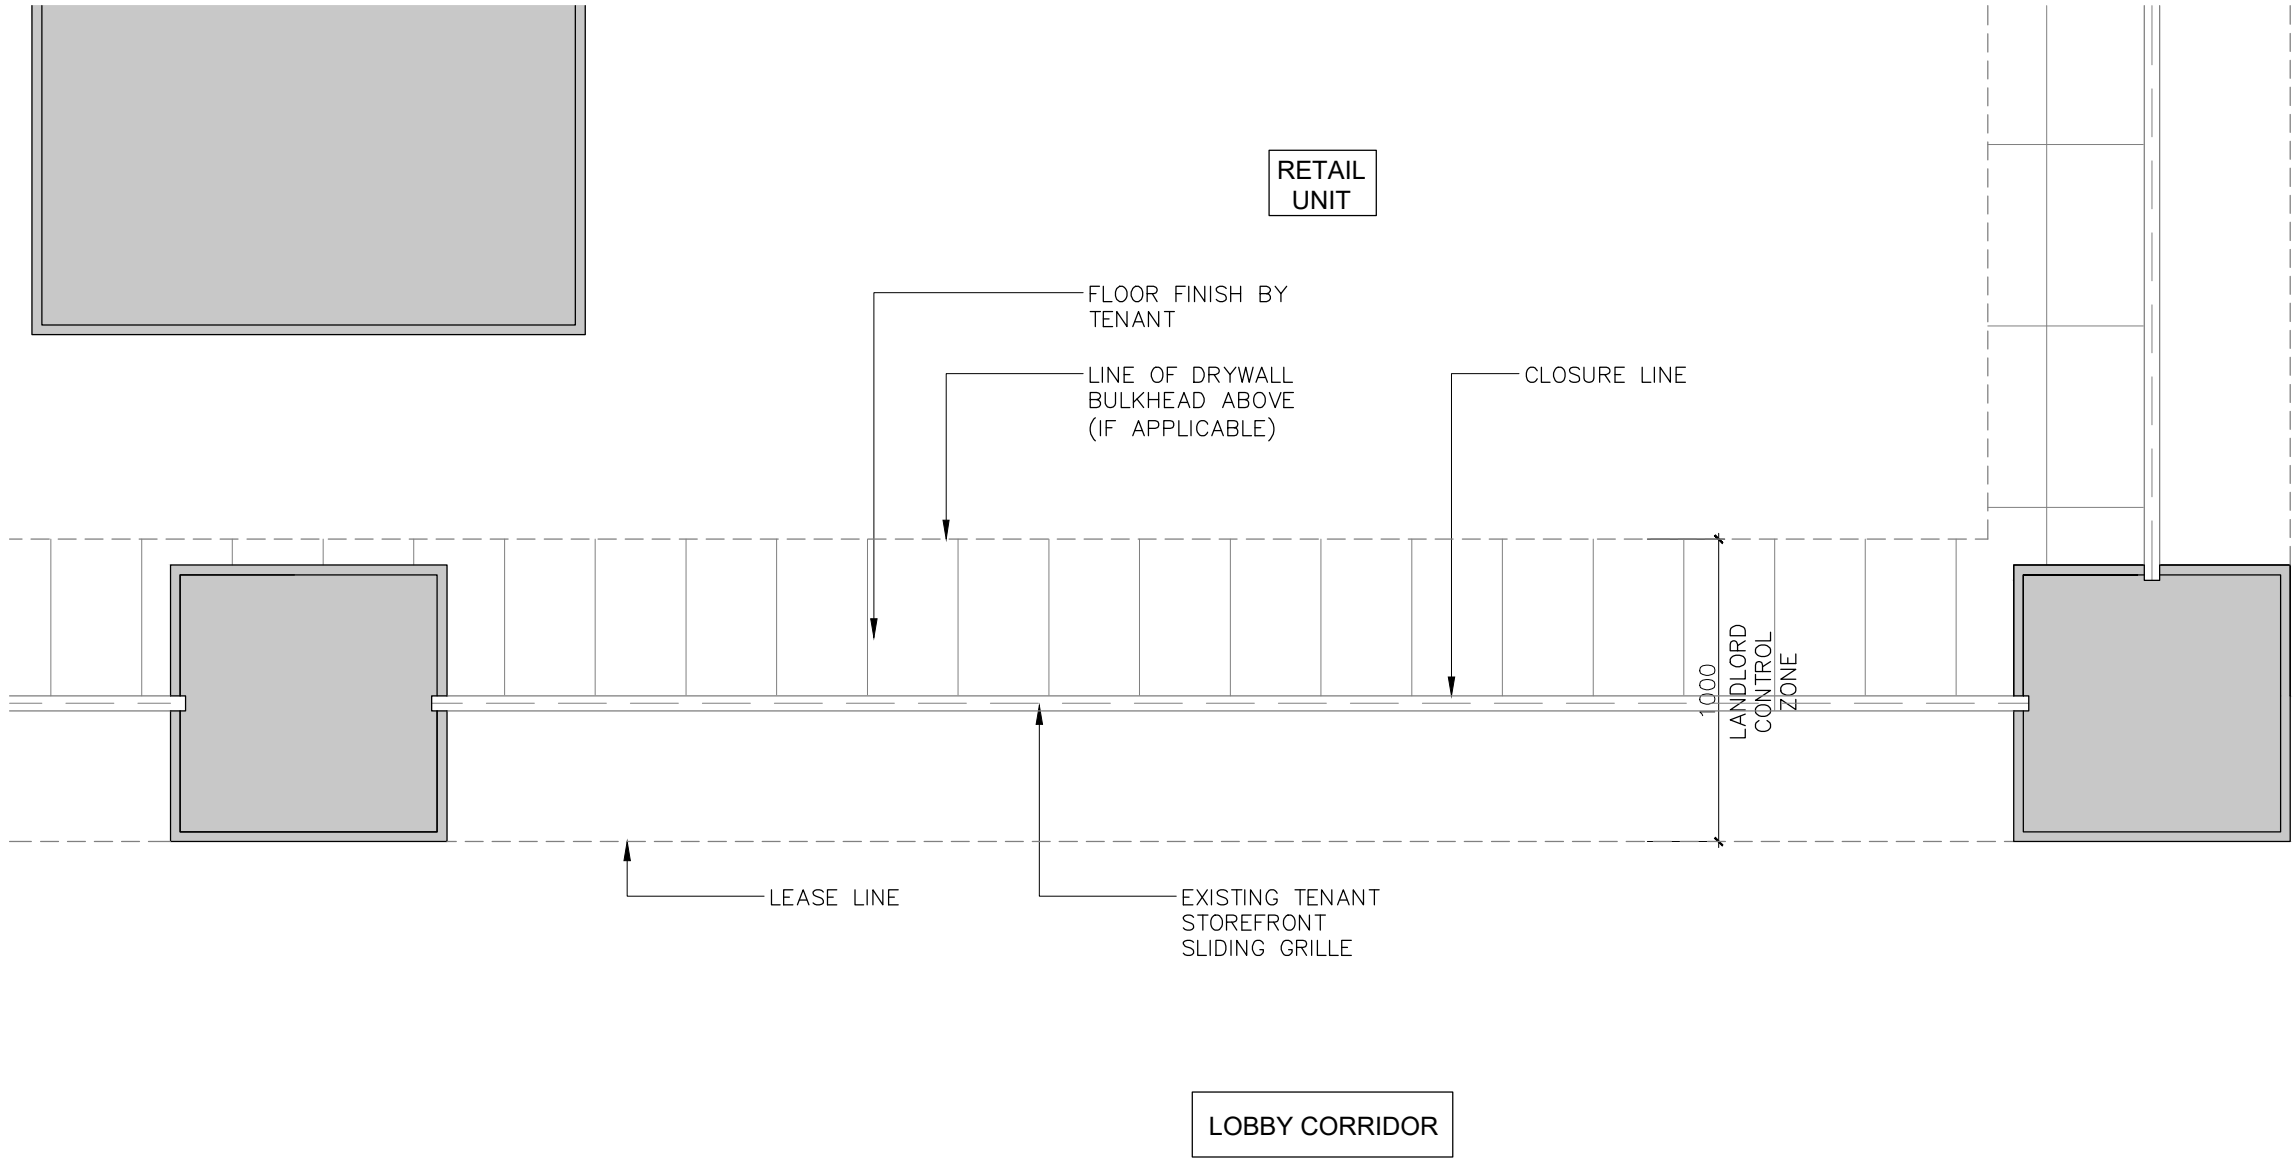 RETAIL
UNIT
FLOOR FINISH BY
TENANT
LINE OF DRYWALL
BULKHEAD ABOVE
(IF APPLICABLE)
CLOSURE LINE
1000
LANDLORD
CONTROL
ZONE
LEASE LINE
EXISTING TENANT
STOREFRONT
SLIDING GRILLE
LOBBY CORRIDOR